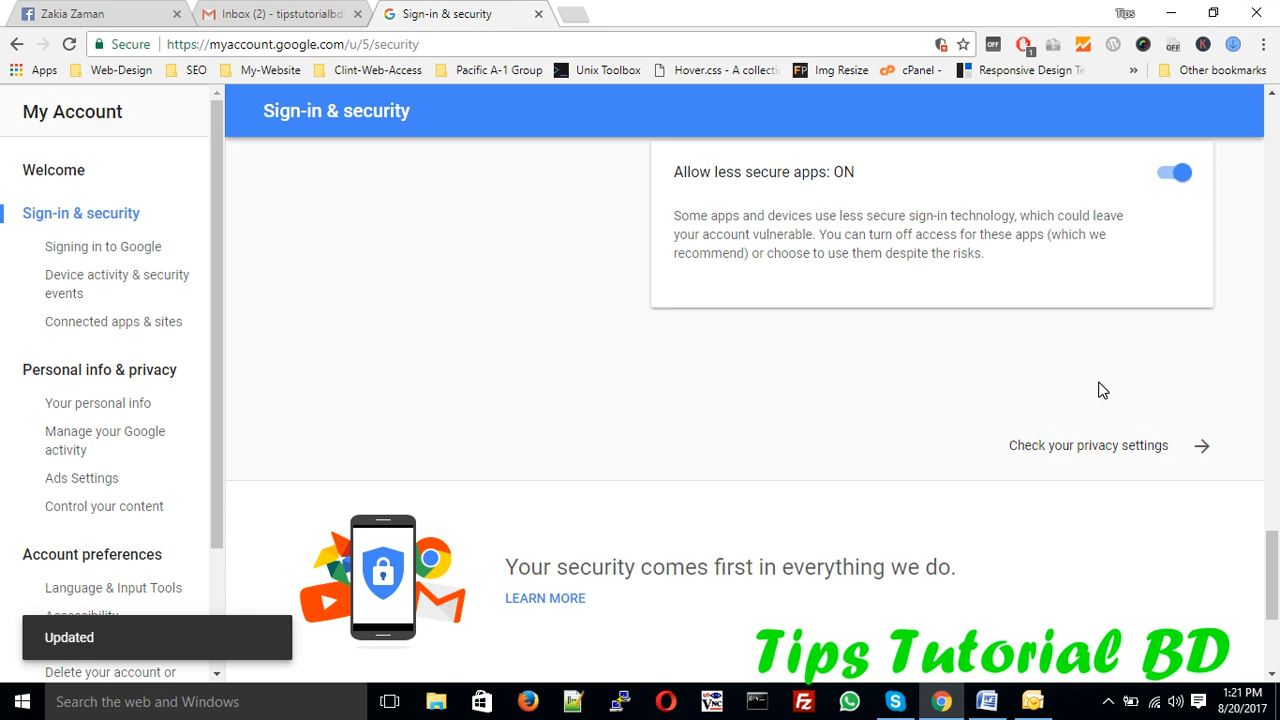 Zakia Zaman
Inbox (2) - tipstutorialbd
Sign-in & security
Tips
Secure
https://myaccount.google.com/u/5/security
Apps
Web-Design
SEO
My-Website
Clint-Web-Access
Pacific A-1 Group
Unix Toolbox
Hover.css - A collecti
Img Resize
cPanel -
Responsive Design Te
Other bookmarks
My Account
Sign-in & security
Welcome
Sign-in & security
Signing in to Google
Device activity & security
events
Connected apps & sites
Personal info & privacy
Your personal info
Manage your Google
activity
Ads Settings
Control your content
Account preferences
Language & Input Tools
Updated
Delete your account or
Allow less secure apps: ON
Some apps and devices use less secure sign-in technology, which could leave
your account vulnerable. You can turn off access for these apps (which we
recommend) or choose to use them despite the risks.
Check your privacy settings
Your security comes first in everything we do.
LEARN MORE
Tips Tutorial BD
Search the web and Windows
1:21 PM
8/20/2017